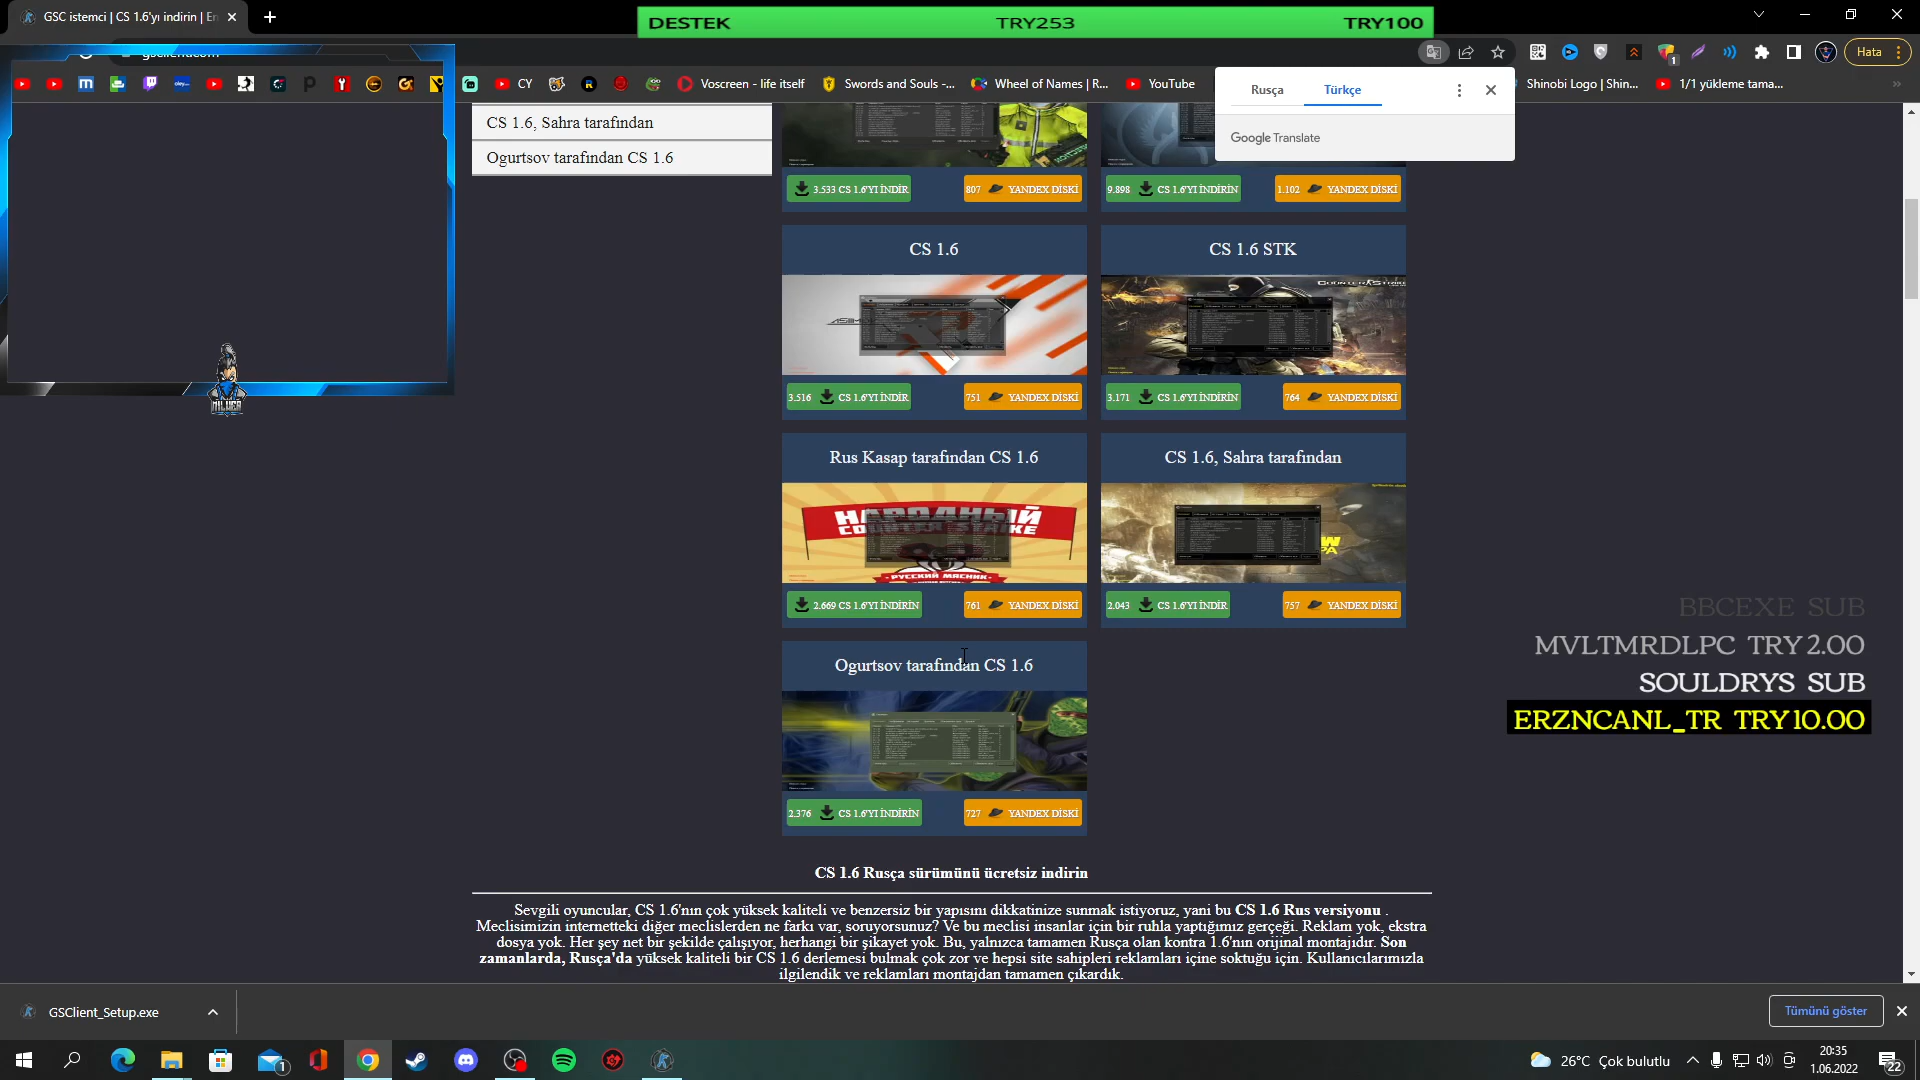 GSC istemci | CS 1.6'yı indirin | En
DESTEK TRY253 TRY100
Hata
CY
Voscreen - life itself
Swords and Souls -...
Wheel of Names | R...
YouTube
Shinobi Logo | Shin...
1/1 yükleme tama...
Rusça Türkçe
Google Translate
CS 1.6, Sahra tarafından
Ogurtsov tarafından CS 1.6
3.533 CS 1.6'YI İNDİR
807 YANDEX DİSKİ
9.898 CS 1.6'YI İNDİRİN
1.102 YANDEX DİSKİ
CS 1.6
CS 1.6 STK
COUNTER STRIKE
3.516 CS 1.6'YI İNDİR
751 YANDEX DİSKİ
3.171 CS 1.6'YI İNDİRİN
764 YANDEX DİSKİ
Rus Kasap tarafından CS 1.6
CS 1.6, Sahra tarafından
НАРОДНЫЙ
COUNTER STRIKE
- РУССКИЙ МЯСНИК -
2.669 CS 1.6'YI İNDİRİN
761 YANDEX DİSKİ
2.043 CS 1.6'YI İNDİR
757 YANDEX DİSKİ
Ogurtsov tarafından CS 1.6
2.376 CS 1.6'YI İNDİRİN
727 YANDEX DİSKİ
BBCEXE SUB
MVLTMRDLPC TRY2.00
SOULDRYS SUB
ERZNCANL_TR TRY10.00
CS 1.6 Rusça sürümünü ücretsiz indirin
Sevgili oyuncular, CS 1.6'nın çok yüksek kaliteli ve benzersiz bir yapısını dikkatinize sunmak istiyoruz, yani bu CS 1.6 Rus versiyonu .
Meclisimizin internetteki diğer meclislerden ne farkı var, soruyorsunuz? Ve bu meclisi insanlar için bir ruhla yaptığımız gerçeği. Reklam yok, ekstra
dosya yok. Her şey net bir şekilde çalışıyor, herhangi bir şikayet yok. Bu, yalnızca tamamen Rusça olan kontra 1.6'nın orijinal montajıdır. Son
zamanlarda, Rusça'da yüksek kaliteli bir CS 1.6 derlemesi bulmak çok zor ve hepsi site sahipleri reklamları içine soktuğu için. Kullanıcılarımızla
ilgilendik ve reklamları montajdan tamamen çıkardık.
GSClient_Setup.exe
Tümünü göster
26°C Çok bulutlu
20:35
1.06.2022
22